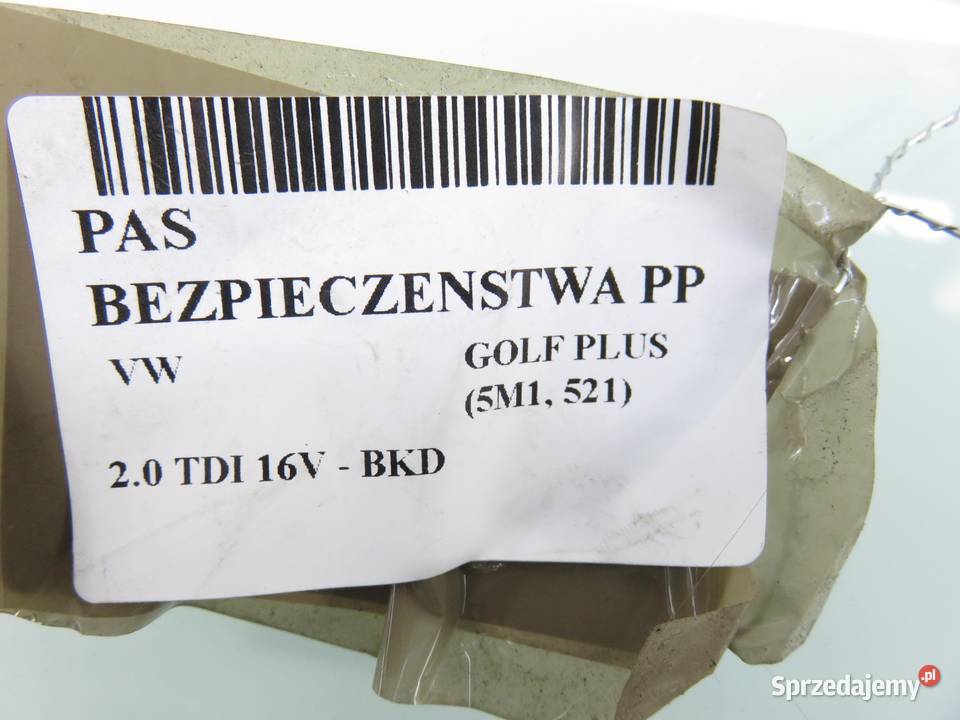 PAS
BEZPIECZENSTWA PP
VW
GOLF PLUS
(5M1, 521)
2.0 TDI 16V - BKD
Sprzedajemy.pl